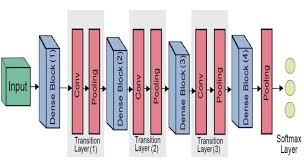 Input
Dense Block (1)
Conv
Pooling
Dense Block (2)
Conv
Pooling
Dense Block (3)
Conv
Pooling
Dense Block (4)
Pooling
Transition
Layer (1)
Transition
Layer (2)
Transition
Layer (3)
Softmax
Layer